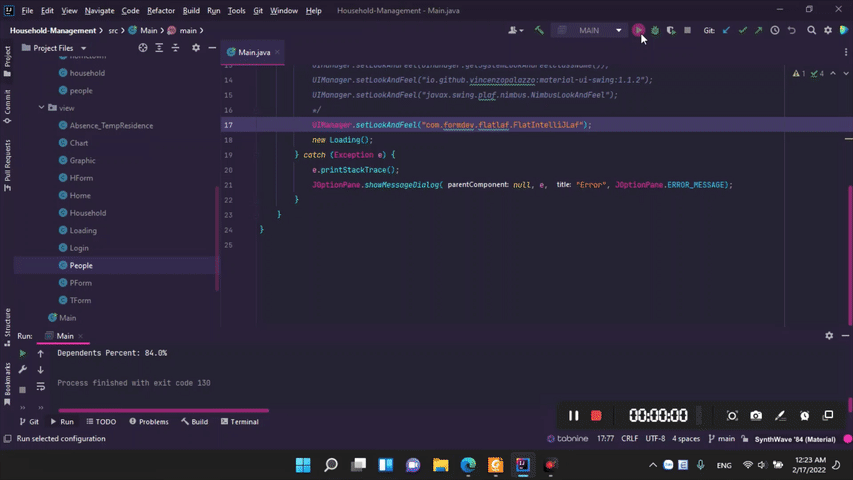 File Edit View Navigate Code Refactor Build Run Tools Git Window Help Household-Management - Main.java
Household-Management src Main main MAIN Git:
Project Files
Main.java
Project
Commit
Pull Requests
Structure
Bookmarks
household
people
view
Absence_TempResidence
Chart
Graphic
HForm
Home
Household
Loading
Login
People
PForm
TForm
Main
14 UIManager.setLookAndFeel("io.github.vincenzopalazzo:material-ui-swing:1.1.2");
15 UIManager.setLookAndFeel("javax.swing.plaf.nimbus.NimbusLookAndFeel");
16 */
17 UIManager.setLookAndFeel("com.formdev.flatlaf.FlatIntelliJLaf");
18 new Loading();
19 } catch (Exception e) {
20 e.printStackTrace();
21 JOptionPane.showMessageDialog( parentComponent: null, e, title: "Error", JOptionPane.ERROR_MESSAGE);
22 }
23 }
24 }
25
1 4
Run: Main
Dependents Percent: 84.0%
Process finished with exit code 130
Git Run TODO Problems Build Terminal
00:00:00
Run selected configuration tabnine 17:77 CRLF UTF-8 4 spaces main SynthWave '84 (Material)
ENG 12:23 AM
2/17/2022